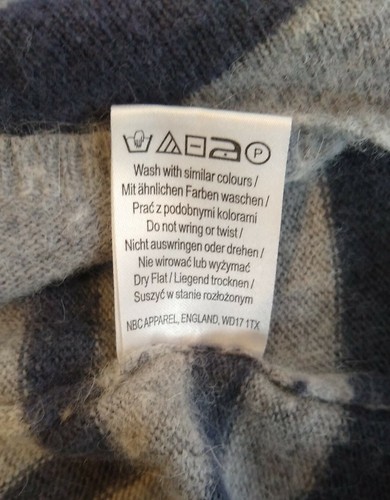 P
Wash with similar colours /
Mit ähnlichen Farben waschen /
Prać z podobnymi kolorami
Do not wring or twist /
Nicht auswringen oder drehen /
Nie wirować lub wyżymać
Dry Flat / Liegend trocknen /
Suszyć w stanie rozłożonym
NBC APPAREL, ENGLAND, WD17 1TX